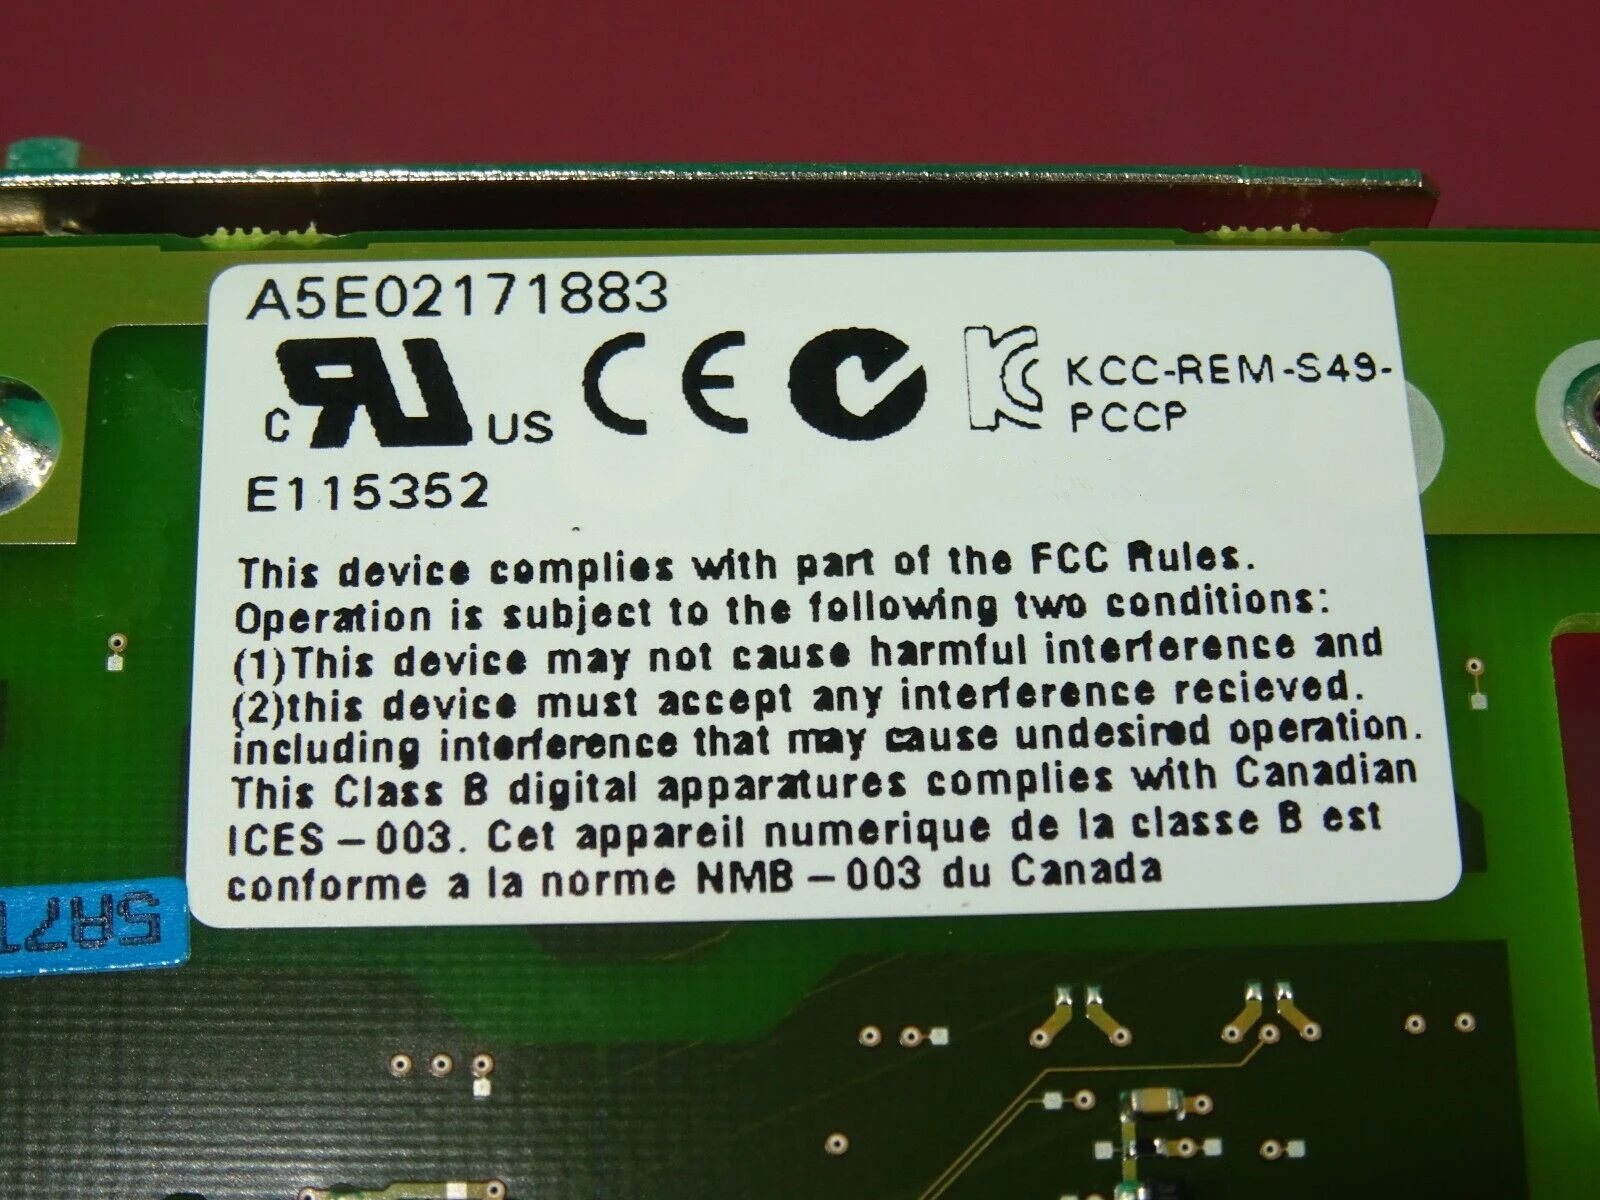 A5E02171883
c RU US CE KCC-REM-S49-
PCCP
E115352
This device complies with part of the FCC Rules.
Operation is subject to the following two conditions:
(1)This device may not cause harmful interference and
(2)this device must accept any interference recieved.
including interference that may cause undesired operation.
This Class B digital apparatures complies with Canadian
ICES-003. Cet appareil numerique de la classe B est
conforme a la norme NMB-003 du Canada